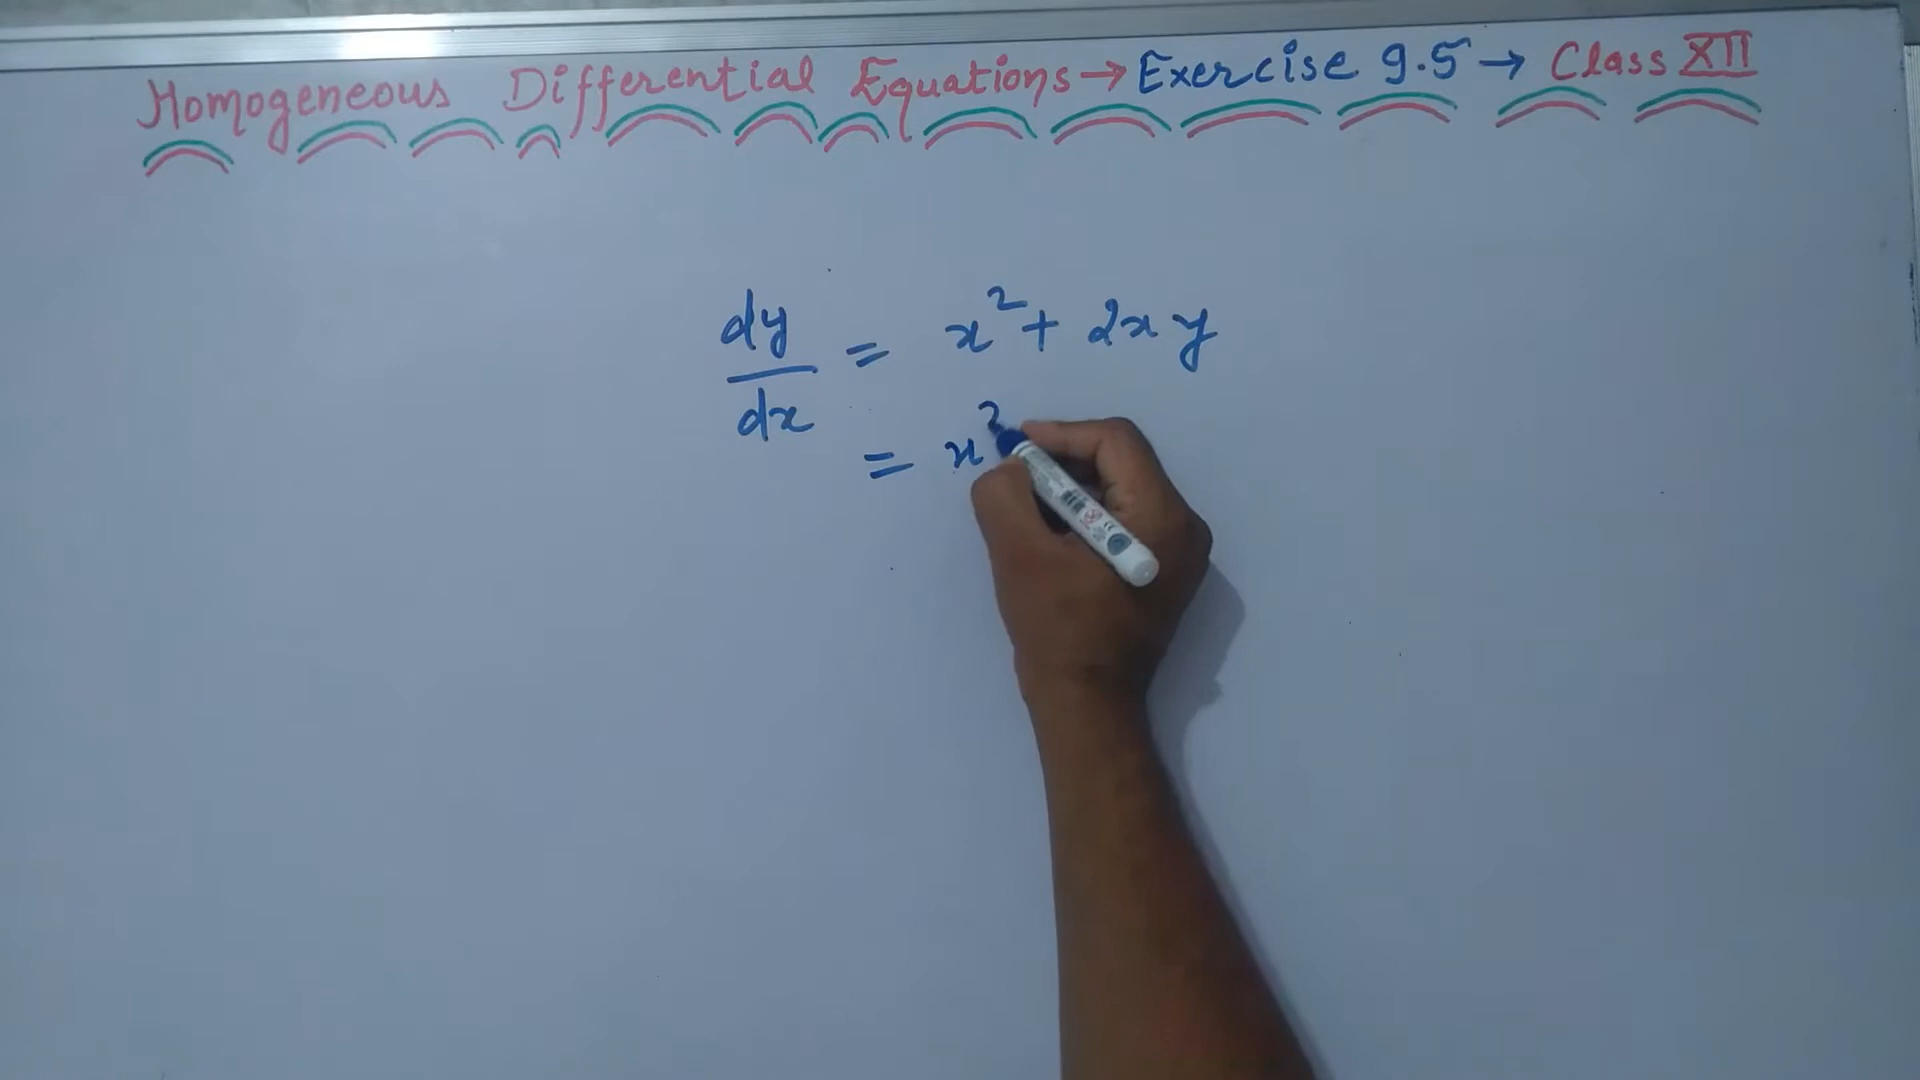 Homogeneous Differential Equations → Exercise 9.5 → Class XII
dy/dx = x² + 2xy
= x²